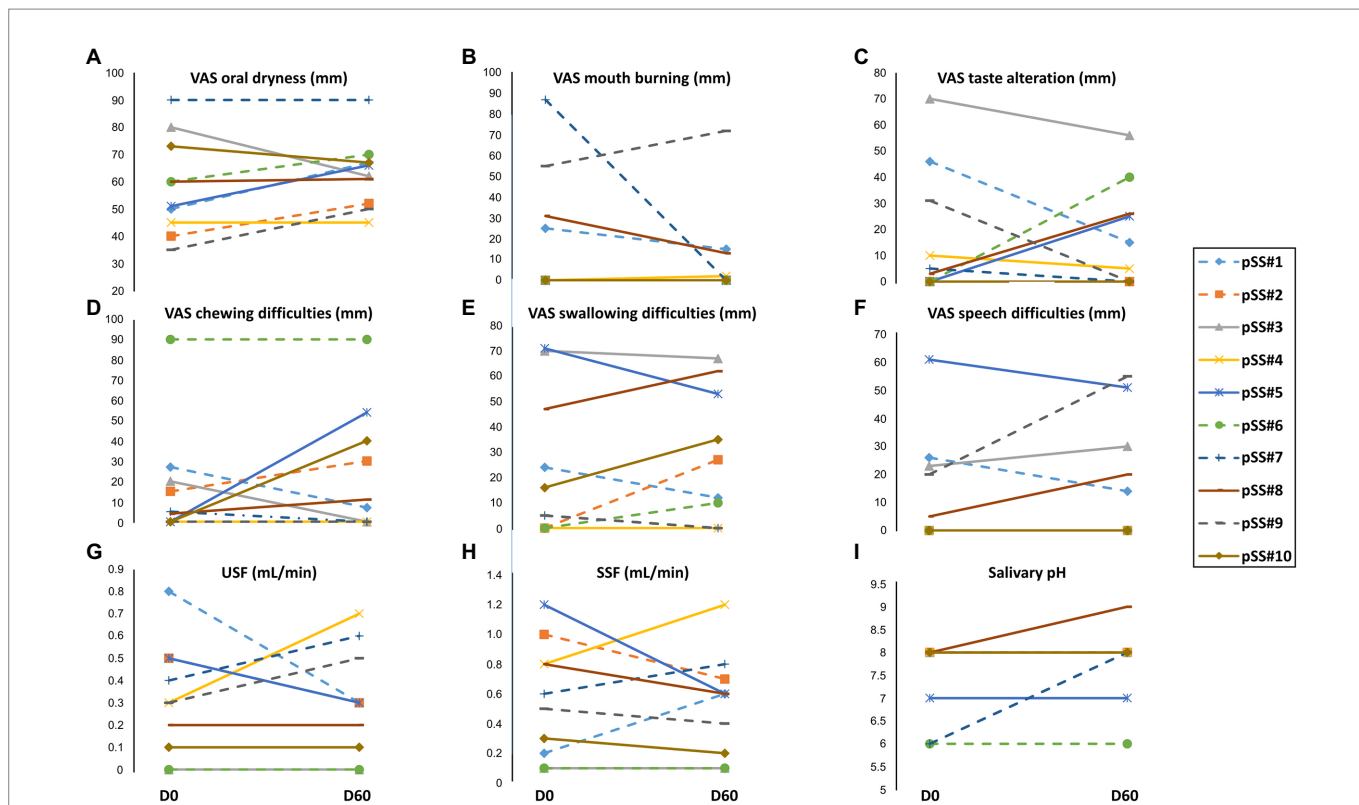 A
VAS oral dryness (mm)
100
90
80
70
60
50
40
30
20
B
VAS mouth burning (mm)
100
90
80
70
60
50
40
30
20
10
0
C
VAS taste alteration (mm)
80
70
60
50
40
30
20
10
0
D
VAS chewing difficulties (mm)
100
90
80
70
60
50
40
30
20
10
0
E
VAS swallowing difficulties (mm)
80
70
60
50
40
30
20
10
0
F
VAS speech difficulties (mm)
70
60
50
40
30
20
10
0
G
USF (mL/min)
0.9
0.8
0.7
0.6
0.5
0.4
0.3
0.2
0.1
0
D0 D60
H
SSF (mL/min)
1.4
1.2
1.0
0.8
0.6
0.4
0.2
0
D0 D60
I
Salivary pH
9.5
9
8.5
8
7.5
7
6.5
6
5.5
5
D0 D60
pSS#1
pSS#2
pSS#3
pSS#4
pSS#5
pSS#6
pSS#7
pSS#8
pSS#9
pSS#10